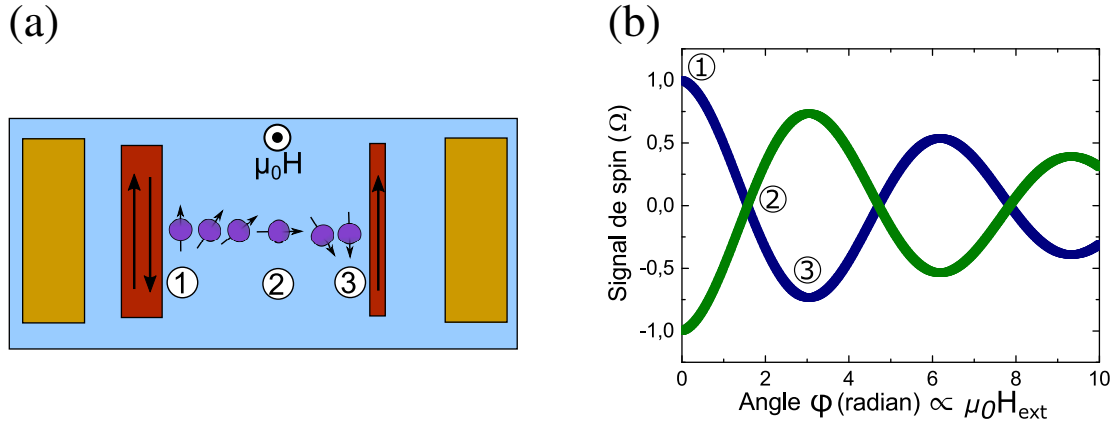 (a)
μ₀H
① ② ③
(b)
Signal de spin (Ω)
1,0
0,5
0,0
-0,5
-1,0
①
②
③
0 2 4 6 8 10
Angle φ (radian) ∝ μ₀H_ext